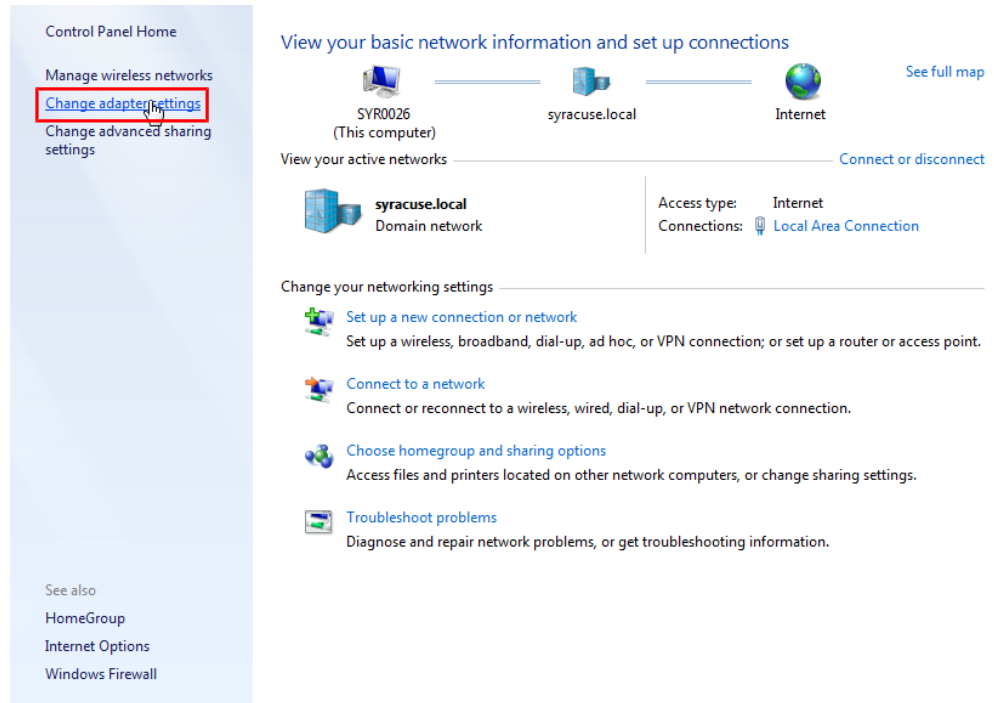 Control Panel Home
Manage wireless networks
Change adapter settings
Change advanced sharing
settings
View your basic network information and set up connections
See full map
SYR0026
(This computer)
syracuse.local
Internet
View your active networks
Connect or disconnect
syracuse.local
Domain network
Access type: Internet
Connections: Local Area Connection
Change your networking settings
Set up a new connection or network
Set up a wireless, broadband, dial-up, ad hoc, or VPN connection; or set up a router or access point.
Connect to a network
Connect or reconnect to a wireless, wired, dial-up, or VPN network connection.
Choose homegroup and sharing options
Access files and printers located on other network computers, or change sharing settings.
Troubleshoot problems
Diagnose and repair network problems, or get troubleshooting information.
See also
HomeGroup
Internet Options
Windows Firewall